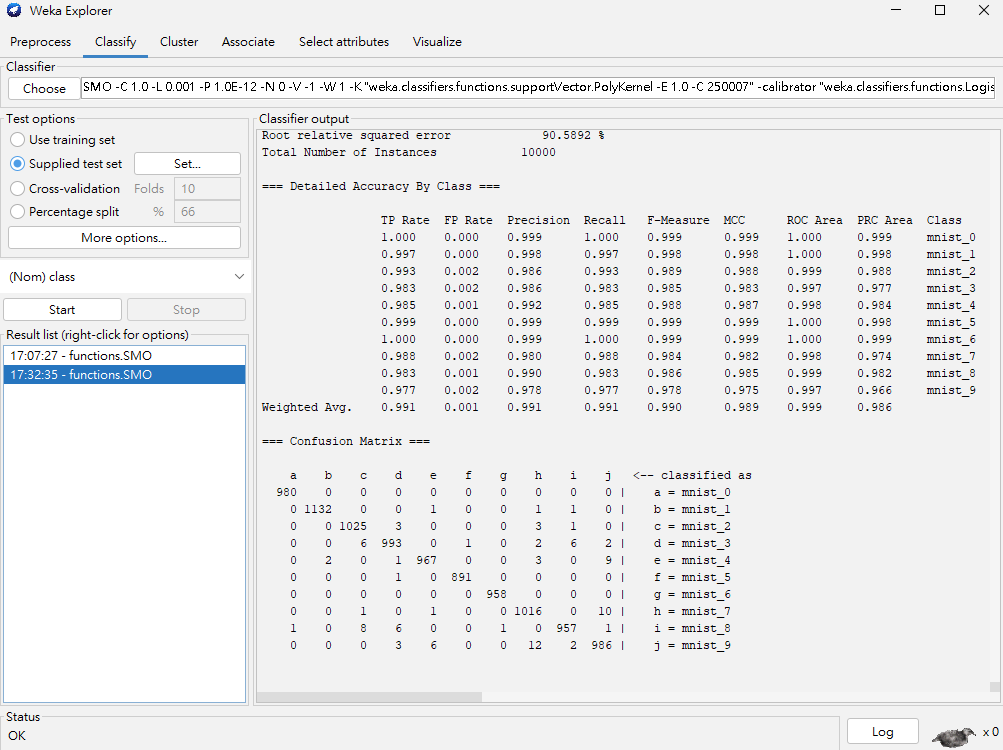 Weka Explorer
Preprocess Classify Cluster Associate Select attributes Visualize
Classifier
Choose SMO -C 1.0 -L 0.001 -P 1.0E-12 -N 0 -V -1 -W 1 -K "weka.classifiers.functions.supportVector.PolyKernel -E 1.0 -C 250007" -calibrator "weka.classifiers.functions.Logis
Test options
Use training set
Supplied test set Set...
Cross-validation Folds 10
Percentage split % 66
More options...
(Nom) class
Start Stop
Result list (right-click for options)
17:07:27 - functions.SMO
17:32:35 - functions.SMO
Classifier output
Root relative squared error 90.5892 %
Total Number of Instances 10000
=== Detailed Accuracy By Class ===
TP Rate FP Rate Precision Recall F-Measure MCC ROC Area PRC Area Class
1.000 0.000 0.999 1.000 0.999 0.999 1.000 0.999 mnist_0
0.997 0.000 0.998 0.997 0.998 0.998 1.000 0.998 mnist_1
0.993 0.002 0.986 0.993 0.989 0.988 0.999 0.988 mnist_2
0.983 0.002 0.986 0.983 0.985 0.983 0.997 0.977 mnist_3
0.985 0.001 0.992 0.985 0.988 0.987 0.998 0.984 mnist_4
0.999 0.000 0.999 0.999 0.999 0.999 1.000 0.998 mnist_5
1.000 0.000 0.999 1.000 0.999 0.999 1.000 0.999 mnist_6
0.988 0.002 0.980 0.988 0.984 0.982 0.998 0.974 mnist_7
0.983 0.001 0.990 0.983 0.986 0.985 0.999 0.982 mnist_8
0.977 0.002 0.978 0.977 0.978 0.975 0.997 0.966 mnist_9
Weighted Avg. 0.991 0.001 0.991 0.991 0.990 0.989 0.999 0.986
=== Confusion Matrix ===
a b c d e f g h i j <-- classified as
980 0 0 0 0 0 0 0 0 0 | a = mnist_0
0 1132 0 0 1 0 0 1 1 0 | b = mnist_1
0 0 1025 3 0 0 0 3 1 0 | c = mnist_2
0 0 6 993 0 1 0 2 6 2 | d = mnist_3
0 2 0 1 967 0 0 3 0 9 | e = mnist_4
0 0 0 1 0 891 0 0 0 0 | f = mnist_5
0 0 0 0 0 0 958 0 0 0 | g = mnist_6
0 0 1 0 1 0 0 1016 0 10 | h = mnist_7
1 0 8 6 0 0 1 0 957 1 | i = mnist_8
0 0 0 3 6 0 0 12 2 986 | j = mnist_9
Status
OK
Log x 0